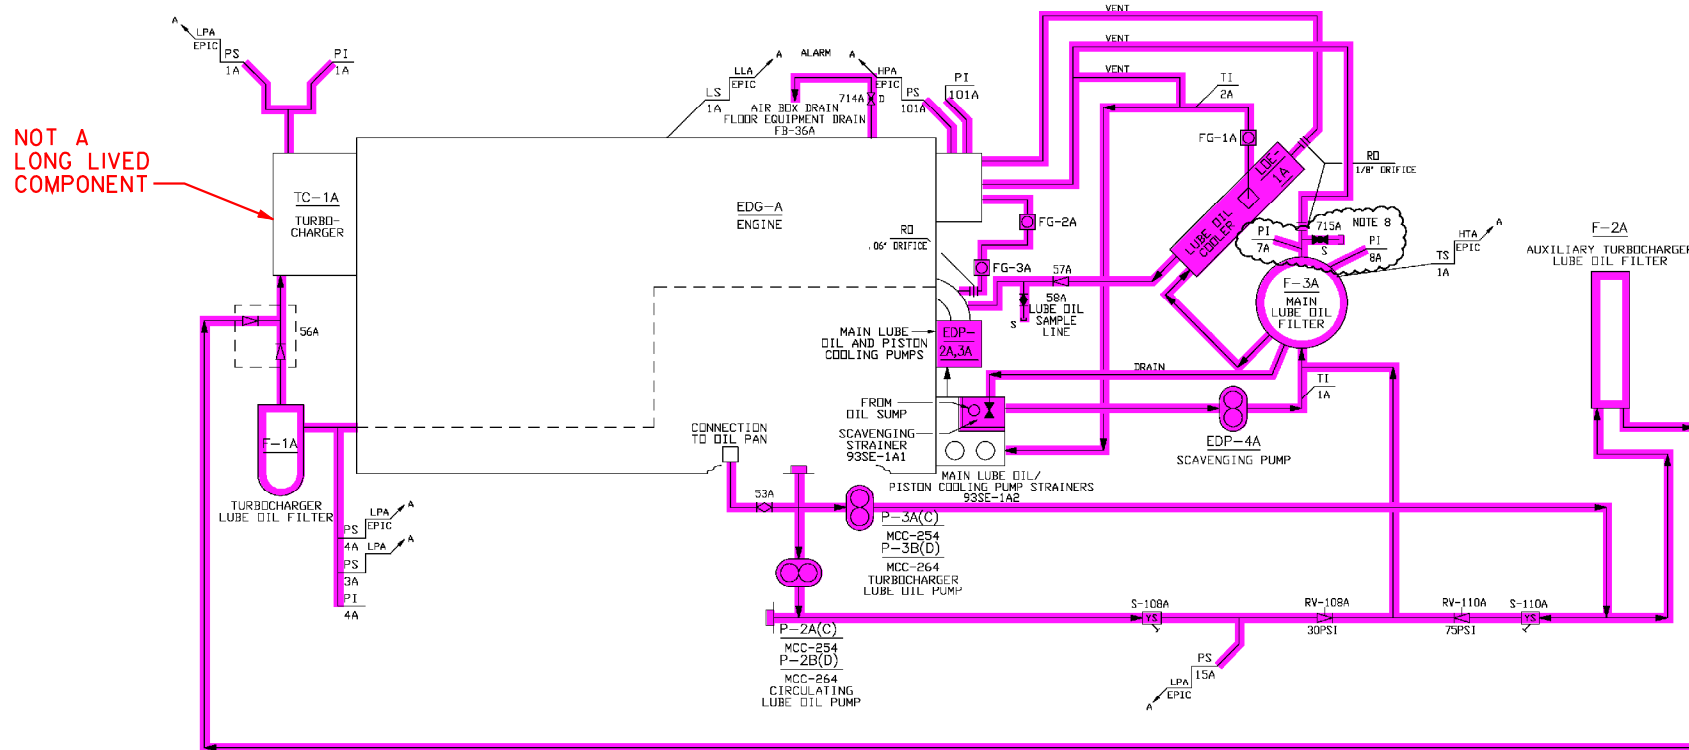 A
LPA
EPIC
PS
1A
PI
1A
NOT A
LONG LIVED
COMPONENT
TC-1A
TURBO-
CHARGER
56A
F-1A
TURBOCHARGER
LUBE OIL FILTER
PS
4A
LPA
EPIC
A
PS
3A
LPA
A
PI
4A
LS
1A
LLA
EPIC
A
ALARM
A
HPA
EPIC
PS
101A
PI
101A
714A
D
AIR BOX DRAIN
FLOOR EQUIPMENT DRAIN
FB-36A
EDG-A
ENGINE
RO
.06" ORIFICE
VENT
VENT
VENT
TI
2A
FG-1A
FG-2A
FG-3A
LOE-
1A
LUBE OIL
COOLER
RO
1/8" ORIFICE
57A
58A
LUBE OIL
SAMPLE
LINE
S
PI
7A
715A
S
NOTE 8
PI
8A
TS
1A
HTA
EPIC
A
F-3A
MAIN
LUBE OIL
FILTER
F-2A
AUXILIARY TURBOCHARGER
LUBE OIL FILTER
MAIN LUBE
OIL AND PISTON
COOLING PUMPS
EDP-
2A,3A
DRAIN
TI
1A
FROM
OIL SUMP
SCAVENGING
STRAINER
93SE-1A1
EDP-4A
SCAVENGING PUMP
MAIN LUBE OIL/
PISTON COOLING PUMP STRAINERS
93SE-1A2
CONNECTION
TO OIL PAN
53A
P-3A(C)
MCC-254
P-3B(D)
MCC-264
TURBOCHARGER
LUBE OIL PUMP
P-2A(C)
MCC-254
P-2B(D)
MCC-264
CIRCULATING
LUBE OIL PUMP
S-108A
YS
RV-108A
30PSI
RV-110A
75PSI
S-110A
YS
PS
15A
LPA
EPIC
A